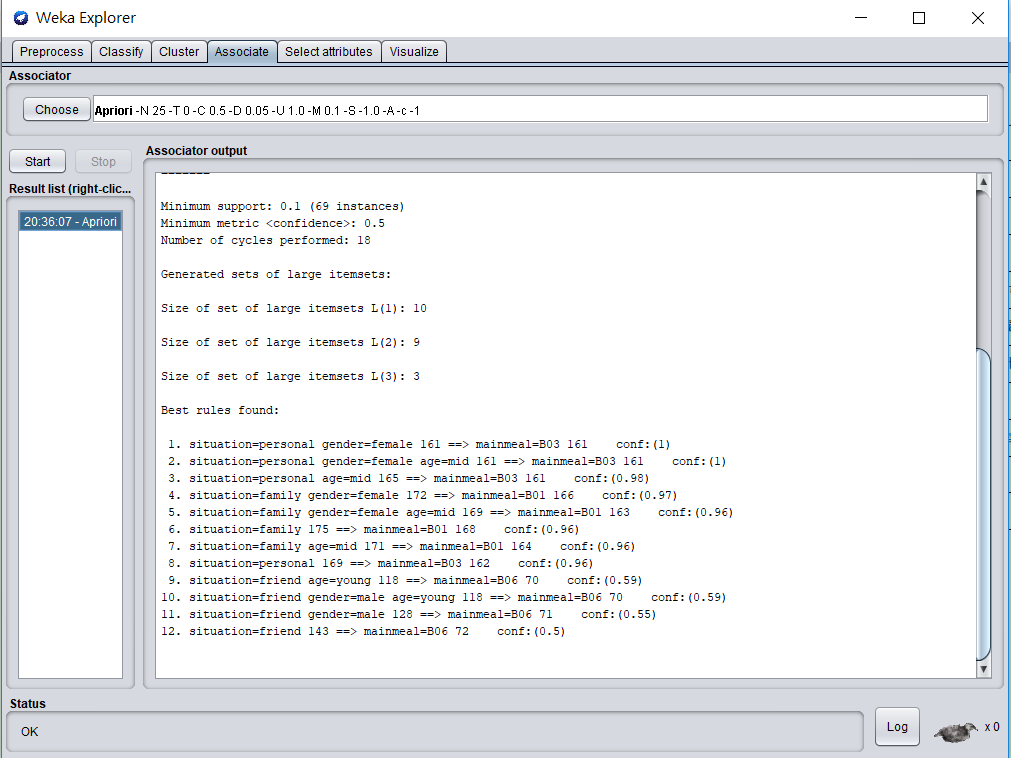 Weka Explorer
Preprocess Classify Cluster Associate Select attributes Visualize
Associator
Choose Apriori -N 25 -T 0 -C 0.5 -D 0.05 -U 1.0 -M 0.1 -S -1.0 -A -c -1
Start Stop
Result list (right-clic...
20:36:07 - Apriori
Associator output
=======
Minimum support: 0.1 (69 instances)
Minimum metric <confidence>: 0.5
Number of cycles performed: 18
Generated sets of large itemsets:
Size of set of large itemsets L(1): 10
Size of set of large itemsets L(2): 9
Size of set of large itemsets L(3): 3
Best rules found:
1. situation=personal gender=female 161 ==> mainmeal=B03 161 conf:(1)
2. situation=personal gender=female age=mid 161 ==> mainmeal=B03 161 conf:(1)
3. situation=personal age=mid 165 ==> mainmeal=B03 161 conf:(0.98)
4. situation=family gender=female 172 ==> mainmeal=B01 166 conf:(0.97)
5. situation=family gender=female age=mid 169 ==> mainmeal=B01 163 conf:(0.96)
6. situation=family 175 ==> mainmeal=B01 168 conf:(0.96)
7. situation=family age=mid 171 ==> mainmeal=B01 164 conf:(0.96)
8. situation=personal 169 ==> mainmeal=B03 162 conf:(0.96)
9. situation=friend age=young 118 ==> mainmeal=B06 70 conf:(0.59)
10. situation=friend gender=male age=young 118 ==> mainmeal=B06 70 conf:(0.59)
11. situation=friend gender=male 128 ==> mainmeal=B06 71 conf:(0.55)
12. situation=friend 143 ==> mainmeal=B06 72 conf:(0.5)
Status
OK
Log
x 0